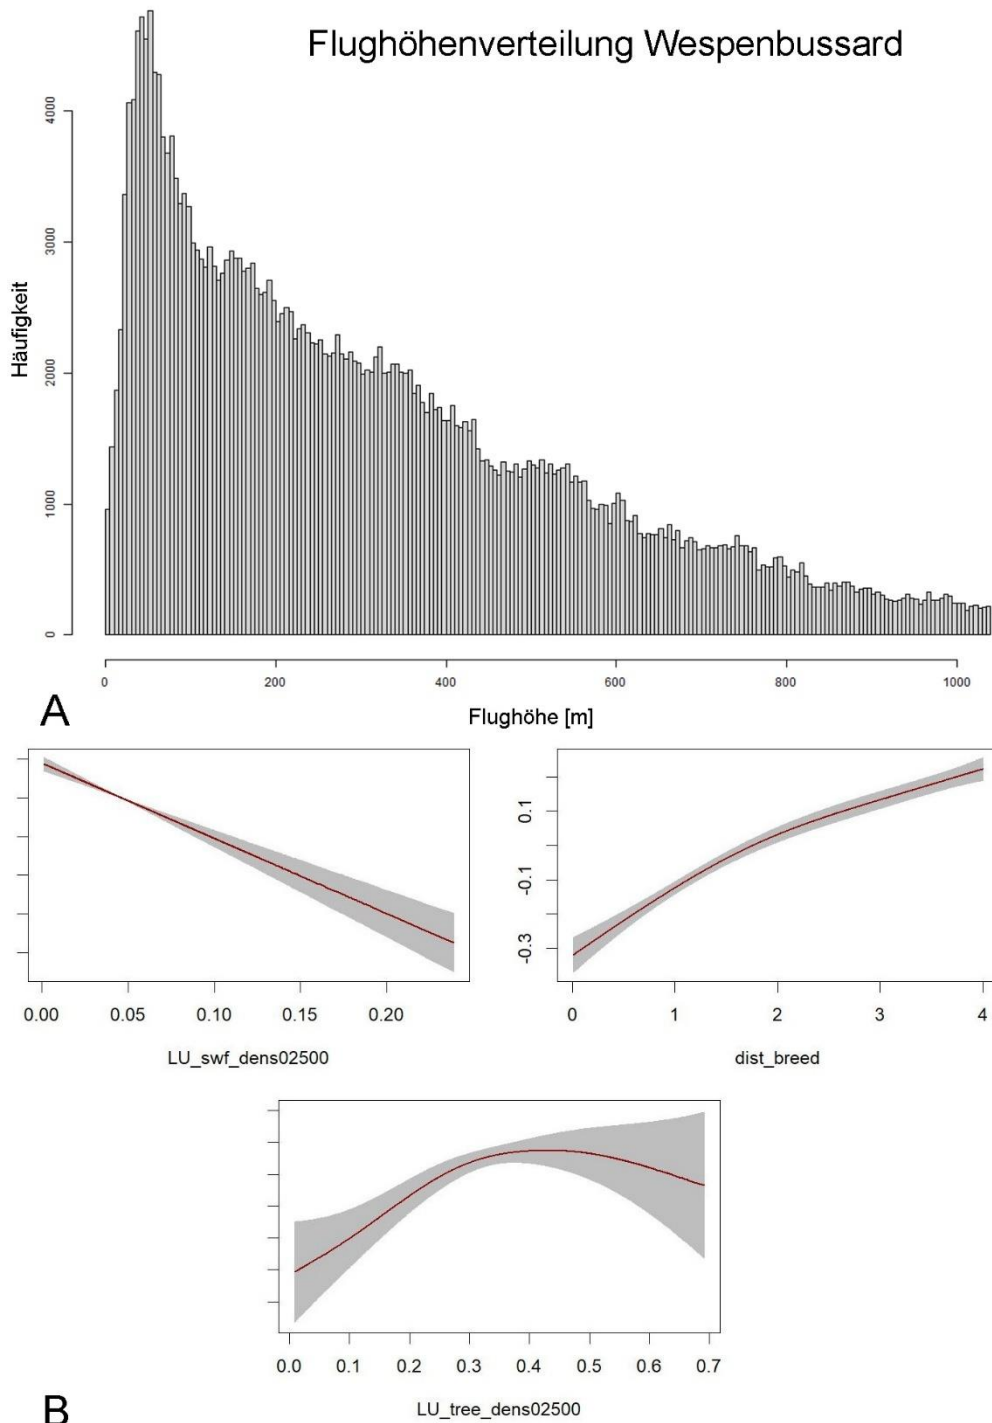 Flughöhenverteilung Wespenbussard
Häufigkeit
4000
3000
2000
1000
0
0 200 400 600 800 1000
Flughöhe [m]
A
0.00 0.05 0.10 0.15 0.20
LU_swf_dens02500
0.1
-0.1
-0.3
0 1 2 3 4
dist_breed
0.0 0.1 0.2 0.3 0.4 0.5 0.6 0.7
LU_tree_dens02500
B